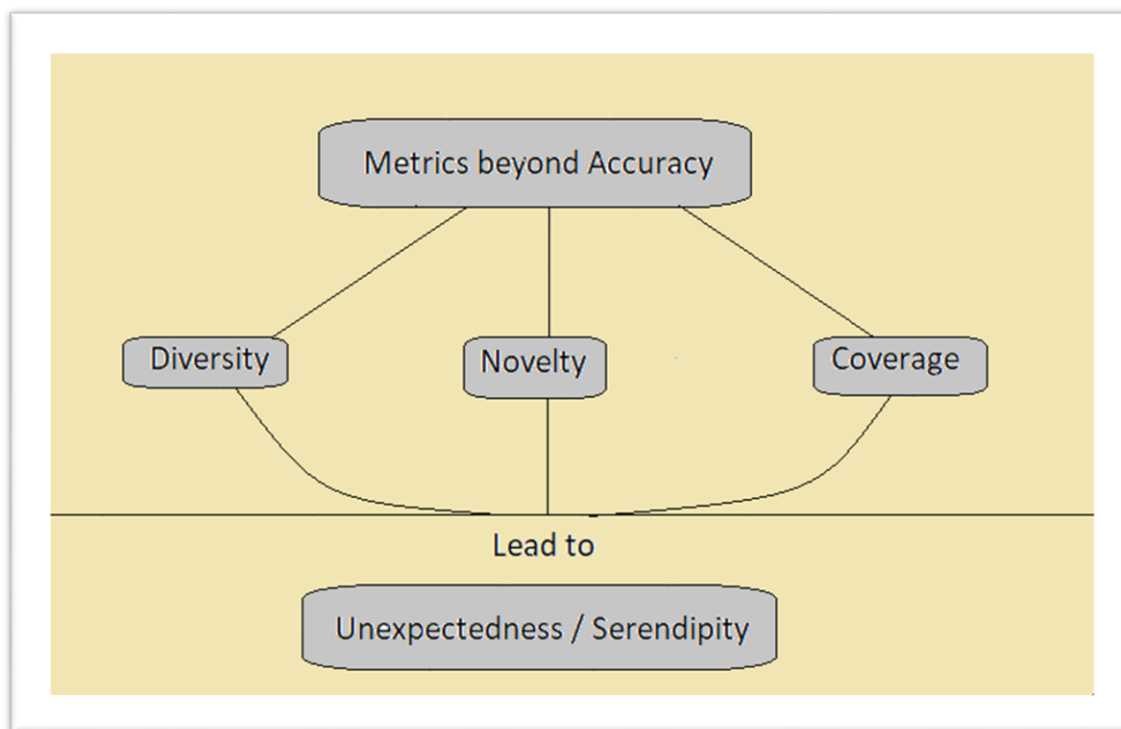 Metrics beyond Accuracy
Diversity
Novelty
Coverage
Lead to
Unexpectedness / Serendipity